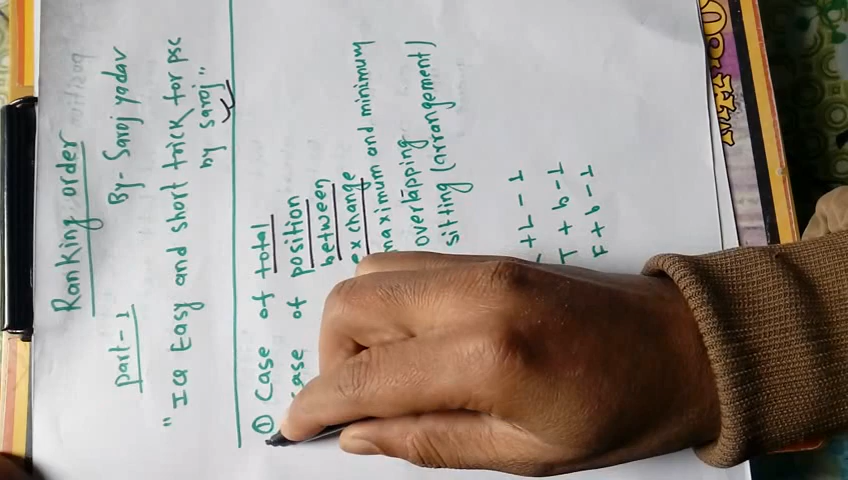 Ranking order
Part-1 By- Saroj yadav
"IQ Easy and short trick for psc
by saroj"
① Case of total
case of position
between
exchange
maximum and minimum
overlapping
sitting (arrangement)
+L-1
+B-1
F+B-1